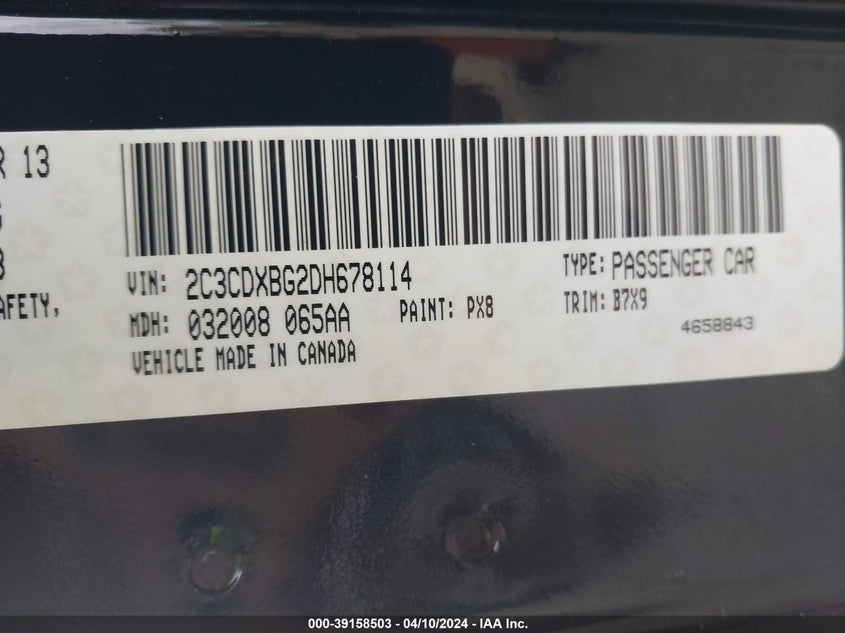 R 13
AFETY,
VIN: 2C3CDXBG2DH678114
TYPE: PASSENGER CAR
MDH: 032008 065AA
PAINT: PX8
TRIM: B7X9
VEHICLE MADE IN CANADA
4658843
000-39158503 - 04/10/2024 - IAA Inc.